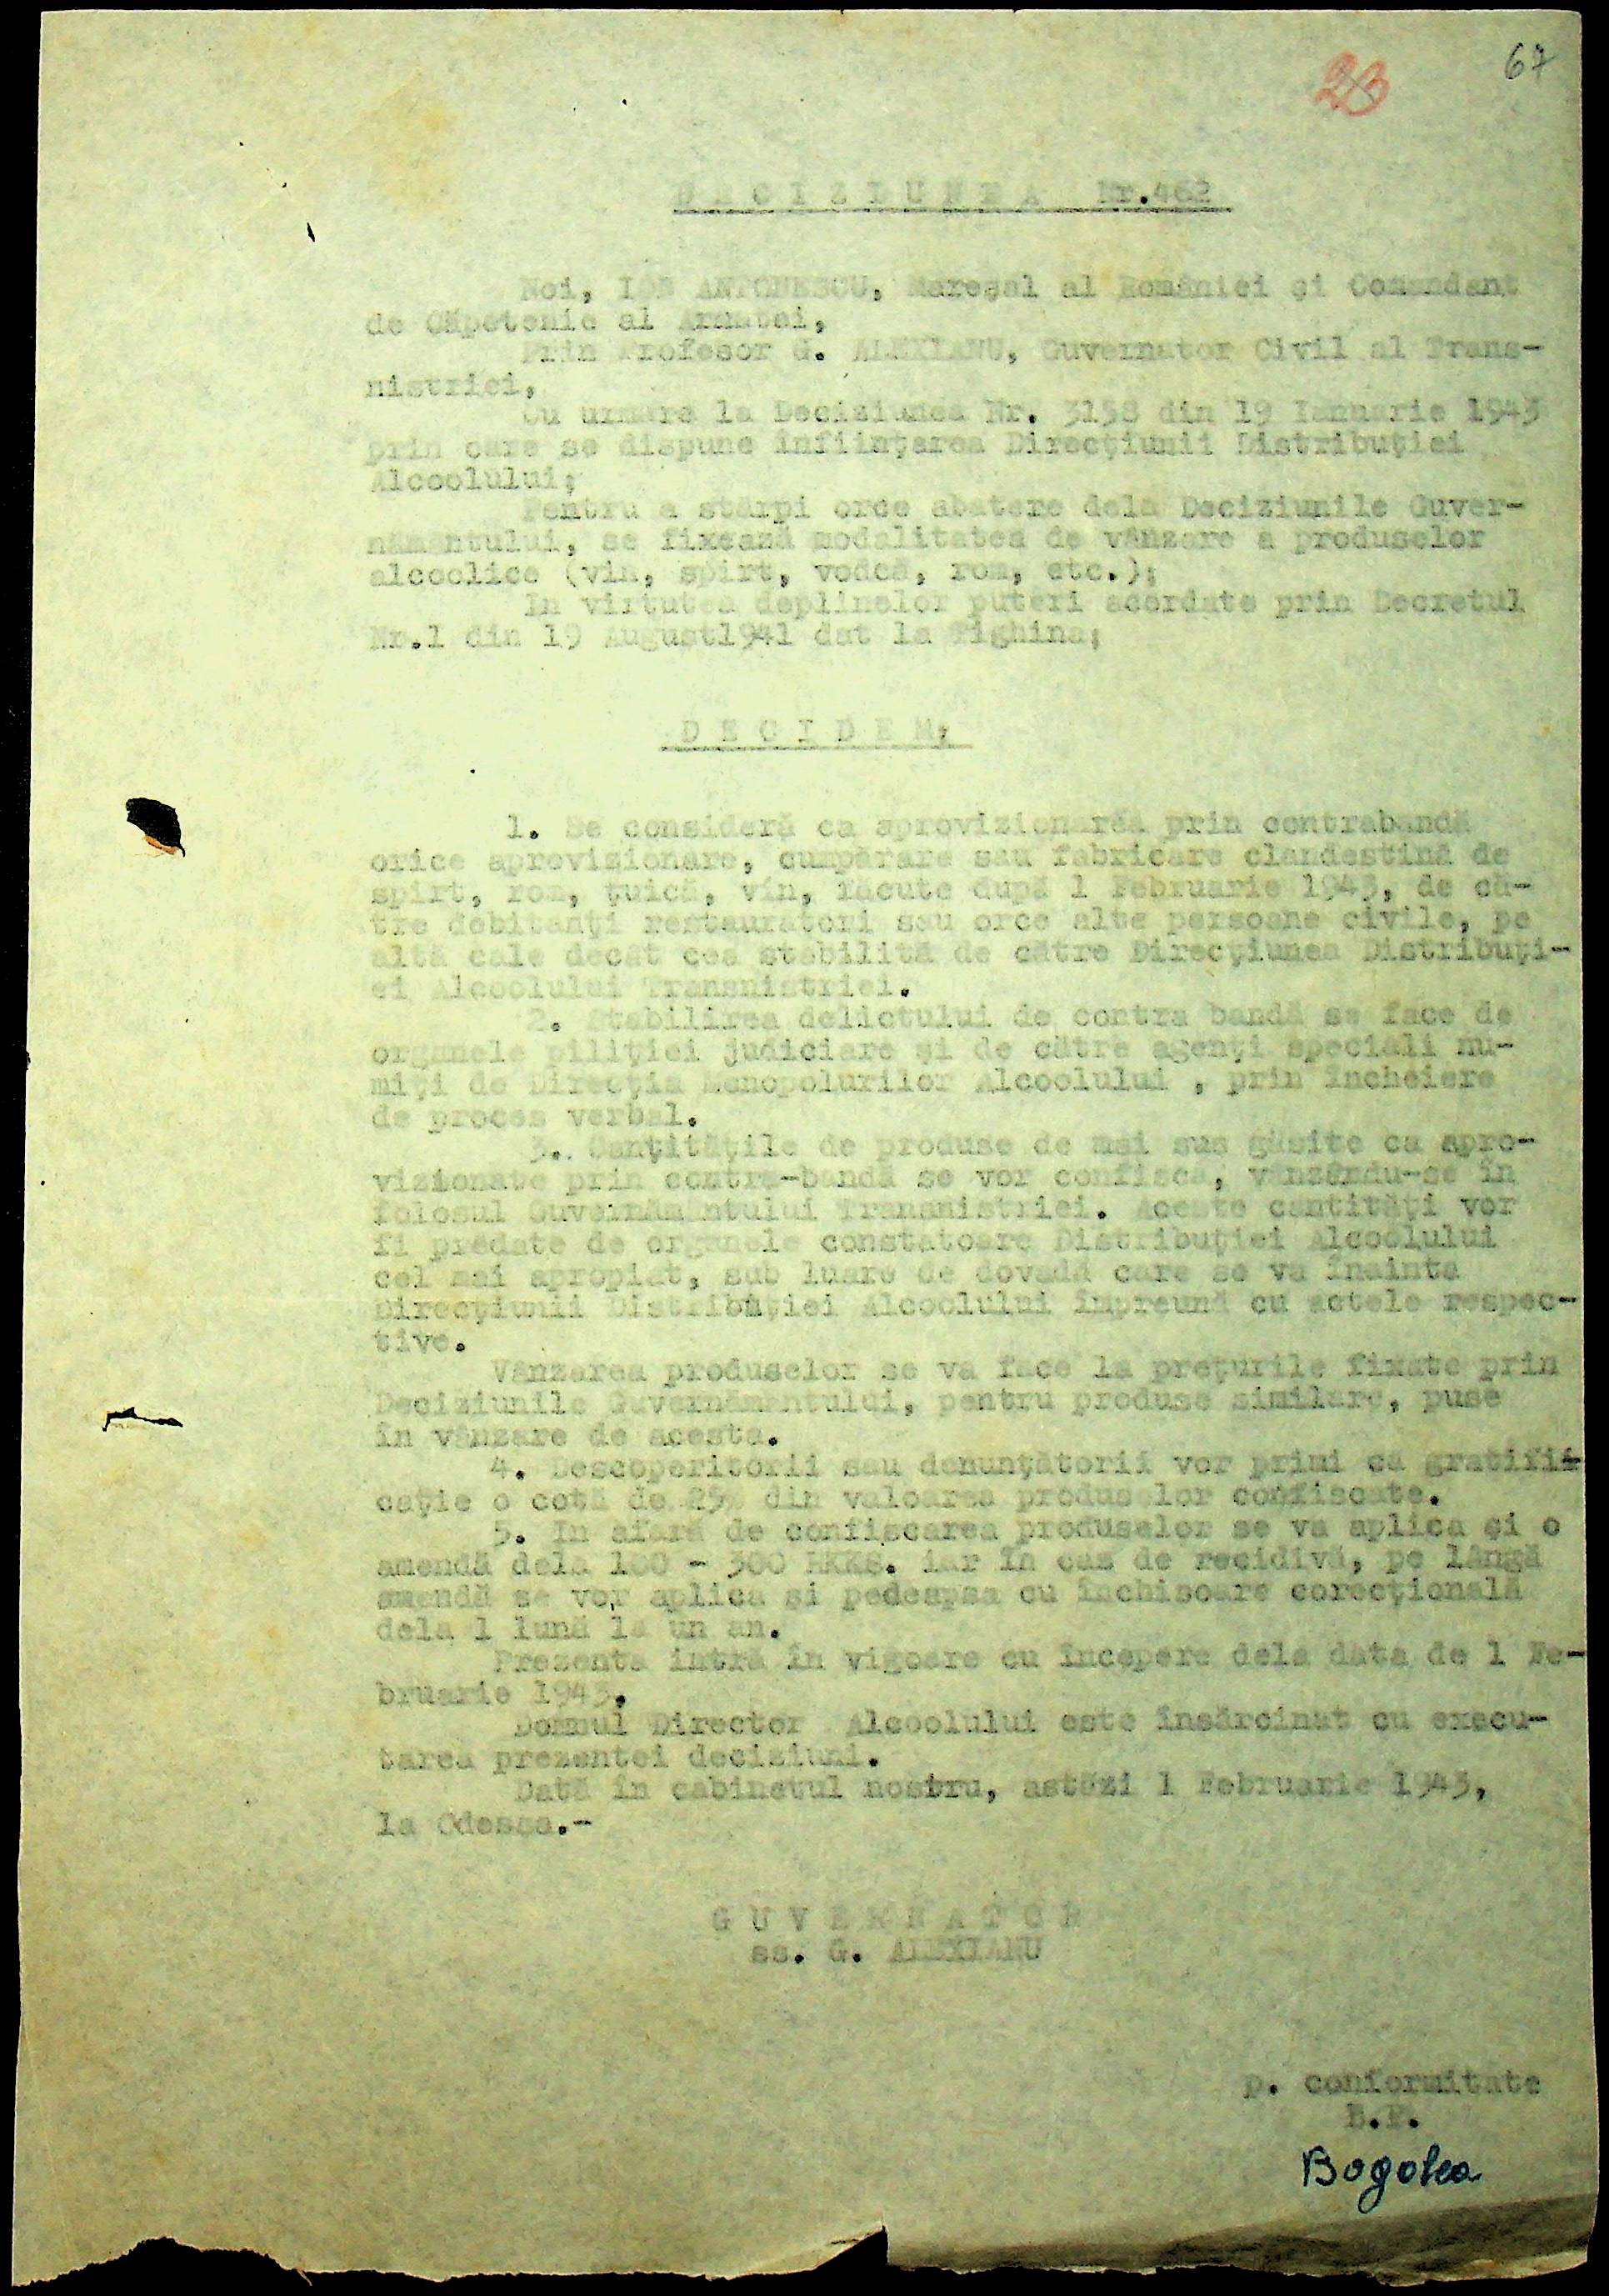 67
23
D E C I Z I U N E A Nr.462
Noi, ION ANTONESCU, Mareşal al României şi Comandant
de Căpetenie al Armatei,
Prin Profesor G. ALEXIANU, Guvernator Civil al Trans-
nistriei,
Cu urmare la Deciziunea Nr. 3158 din 19 Ianuarie 1943
prin care se dispune înfiinţarea Direcţiunii Distribuţiei
Alcoolului;
Pentru a stârpi orce abatere dela Deciziunile Guver-
nământului, se fixează modalitatea de vânzare a produselor
alcoolice (vin, spirt, vodcă, rom, etc.);
In virtutea deplinelor puteri acordate prin Decretul
Nr.1 din 19 August1941 dat la Tighina;
D E C I D E M:
1. Se consideră ca aprovizionarea prin contrabandă
orice aprovizionare, cumpărare sau fabricare clandestină de
spirt, rom, ţuică, vin, făcute după 1 Februarie 1943, de că-
tre debitanţi restauratori sau orce alte persoane civile, pe
altă cale decât cea stabilită de către Direcţiunea Distribuţi-
ei Alcoolului Transnistriei.
2. Stabilirea delictului de contra bandă se face de
organele piliţiei judiciare şi de către agenţi speciali nu-
miţi de Direcţia Monopolurilor Alcoolului , prin încheiere
de proces verbal.
3.. Canţităţile de produse de mai sus găsite ca apro-
vizionate prin contra-bandă se vor confisca, vânzându-se în
folosul Guvernământului Transnistriei. Aceste cantităţi vor
fi predate de organele constatoare Distribuţiei Alcoolului
cel mai apropiat, sub luare de dovadă care se va înainta
Direcţiunii Distribuţiei Alcoolului împreună cu actele respec-
tive.
Vânzarea produselor se va face la preţurile fixate prin
Deciziunile Guvernământului, pentru produse similare, puse
în vânzare de acesta.
4. Descoperitorii sau denunţătorii vor primi ca gratifi-
caţie o cotă de 25% din valoarea produselor confiscate.
5. In afară de confiscarea produselor se va aplica şi o
amendă dela 100 - 300 RKKS. iar în caz de recidivă, pe lângă
amendă se vor aplica si pedeapsa cu închisoare corecţională
dela 1 lună la un an.
Prezenta intră în vigoare cu începere dela data de 1 Fe-
bruarie 1943.
Domnul Director Alcoolului este însărcinat cu execu-
tarea prezentei deciziuni.
Dată în cabinetul nostru, astăzi 1 Februarie 1943,
la Odessa.-
G U V E R N A T O R
ss. G. ALEXIANU
p. conformitate
Bogolea